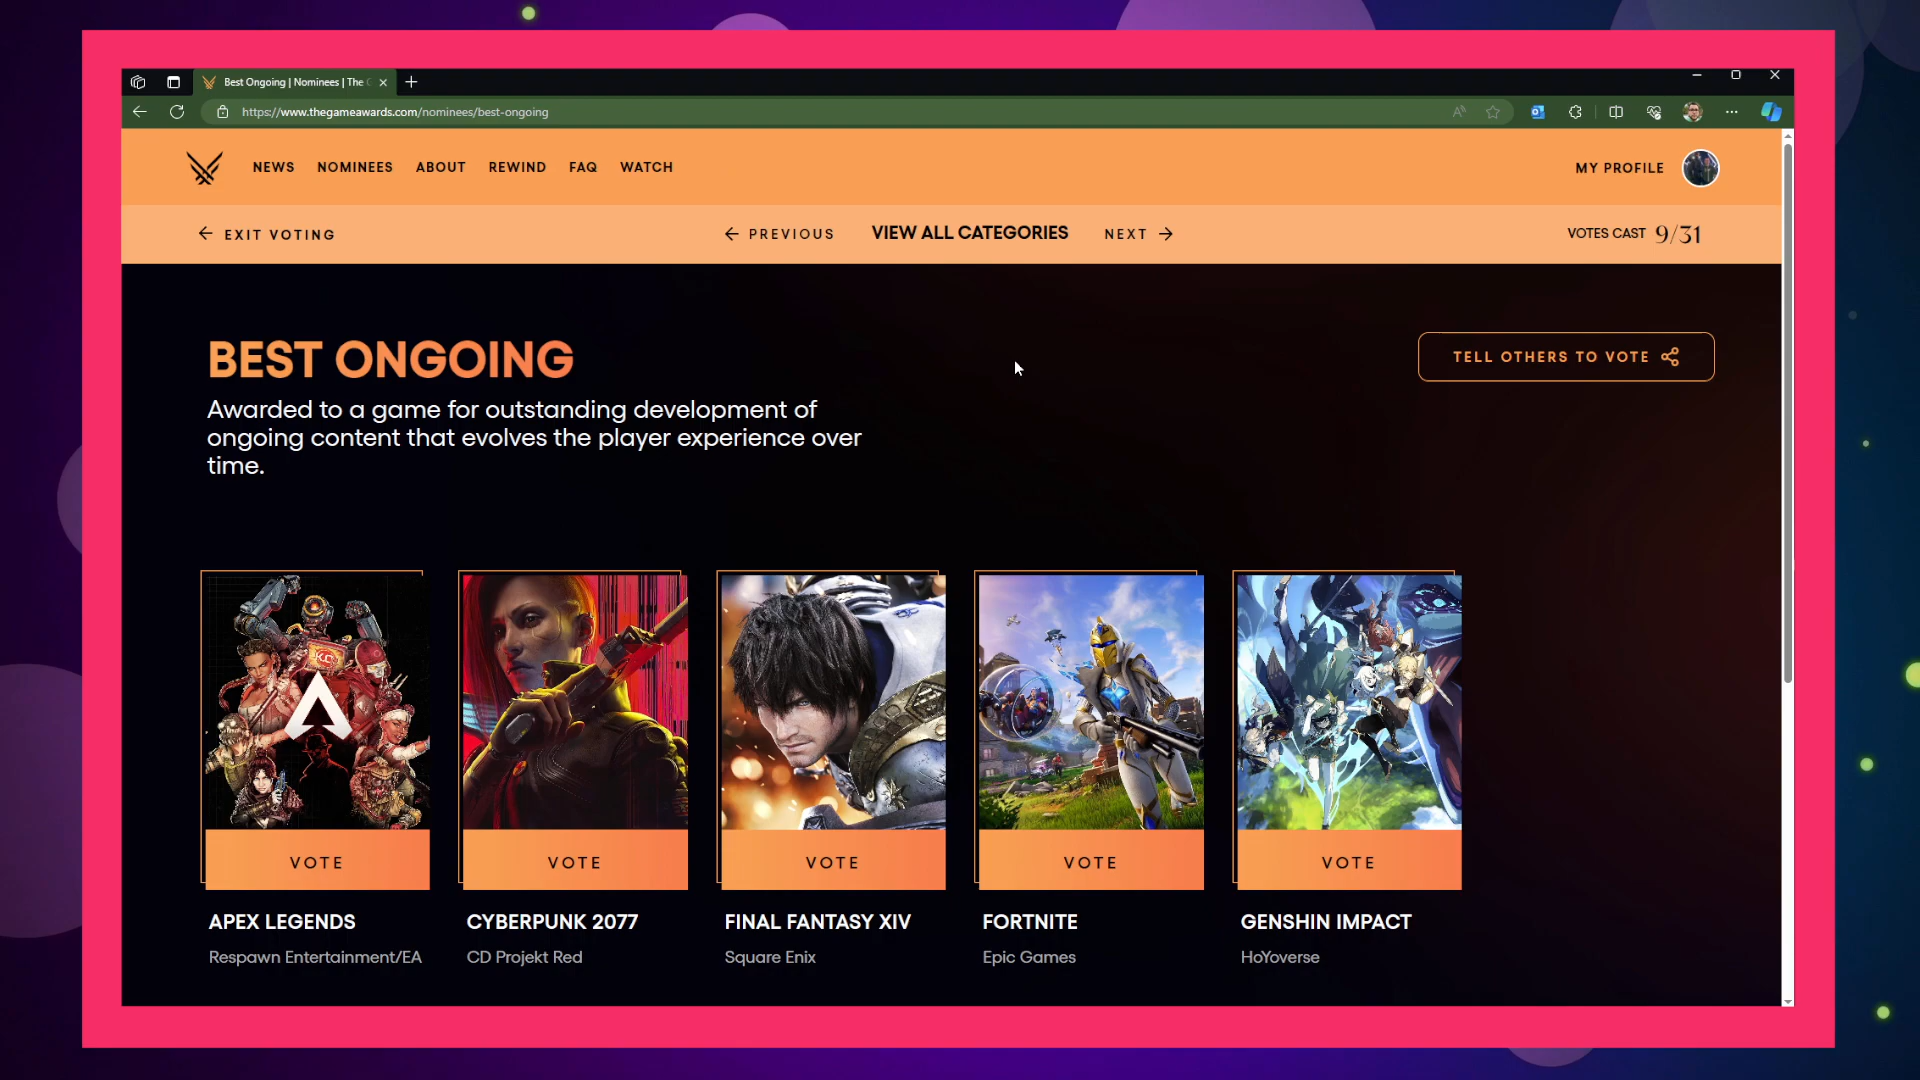 Best Ongoing | Nominees | The
https://www.thegameawards.com/nominees/best-ongoing
NEWS NOMINEES ABOUT REWIND FAQ WATCH
MY PROFILE
← EXIT VOTING
← PREVIOUS VIEW ALL CATEGORIES NEXT →
VOTES CAST 9/31
BEST ONGOING
TELL OTHERS TO VOTE
Awarded to a game for outstanding development of
ongoing content that evolves the player experience over
time.
VOTE VOTE VOTE VOTE VOTE
APEX LEGENDS CYBERPUNK 2077 FINAL FANTASY XIV FORTNITE GENSHIN IMPACT
Respawn Entertainment/EA CD Projekt Red Square Enix Epic Games HoYoverse